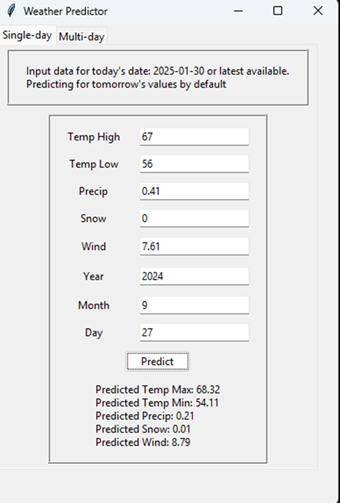 Weather Predictor
Single-day Multi-day
Input data for today's date: 2025-01-30 or latest available.
Predicting for tomorrow's values by default
Temp High 67
Temp Low 56
Precip 0.41
Snow 0
Wind 7.61
Year 2024
Month 9
Day 27
Predict
Predicted Temp Max: 68.32
Predicted Temp Min: 54.11
Predicted Precip: 0.21
Predicted Snow: 0.01
Predicted Wind: 8.79